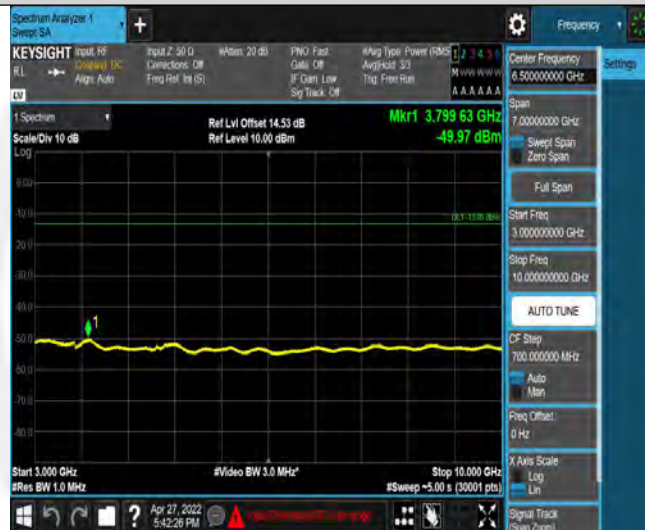 Spectrum Analyzer 1
Swept SA
Frequency
KEYSIGHT Input: RF
RL
Coupling: DC
Align: Auto
Input Z: 50 Ω
Corrections: Off
Freq Ref: Int (S)
#Atten: 20 dB
PNO: Fast
Gate: Off
IF Gain: Low
Sig Track: Off
#Avg Type: Power (RMS
Avg|Hold: 3/3
Trig: Free Run
1 2 3 4 5 6
M W W W W W
A A A A A A
LV
1 Spectrum
Scale/Div 10 dB
Log
Ref Lvl Offset 14.53 dB
Ref Level 10.00 dBm
Mkr1 3.799 63 GHz
-49.97 dBm
0.00
-10.0
-20.0
-30.0
-40.0
-50.0
-60.0
-70.0
-80.0
1
Start 3.000 GHz
#Res BW 1.0 MHz
#Video BW 3.0 MHz*
Stop 10.000 GHz
#Sweep ~5.00 s (30001 pts)
Apr 27, 2022
5:42:26 PM
Center Frequency
6.500000000 GHz
Settings
Span
7.00000000 GHz
Swept Span
Zero Span
Full Span
Start Freq
3.000000000 GHz
Stop Freq
10.000000000 GHz
AUTO TUNE
CF Step
700.000000 MHz
Auto
Man
Freq Offset
0 Hz
X Axis Scale
Log
Lin
Signal Track
(Span Zoom)